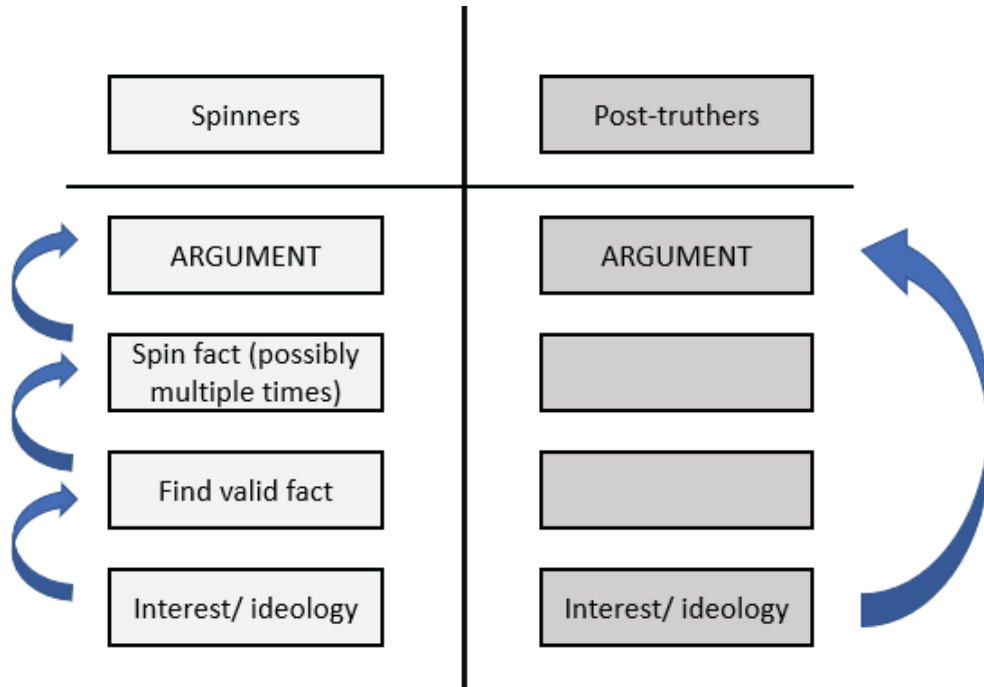 Spinners
Post-truthers
ARGUMENT
ARGUMENT
Spin fact (possibly
multiple times)
Find valid fact
Interest/ ideology
Interest/ ideology